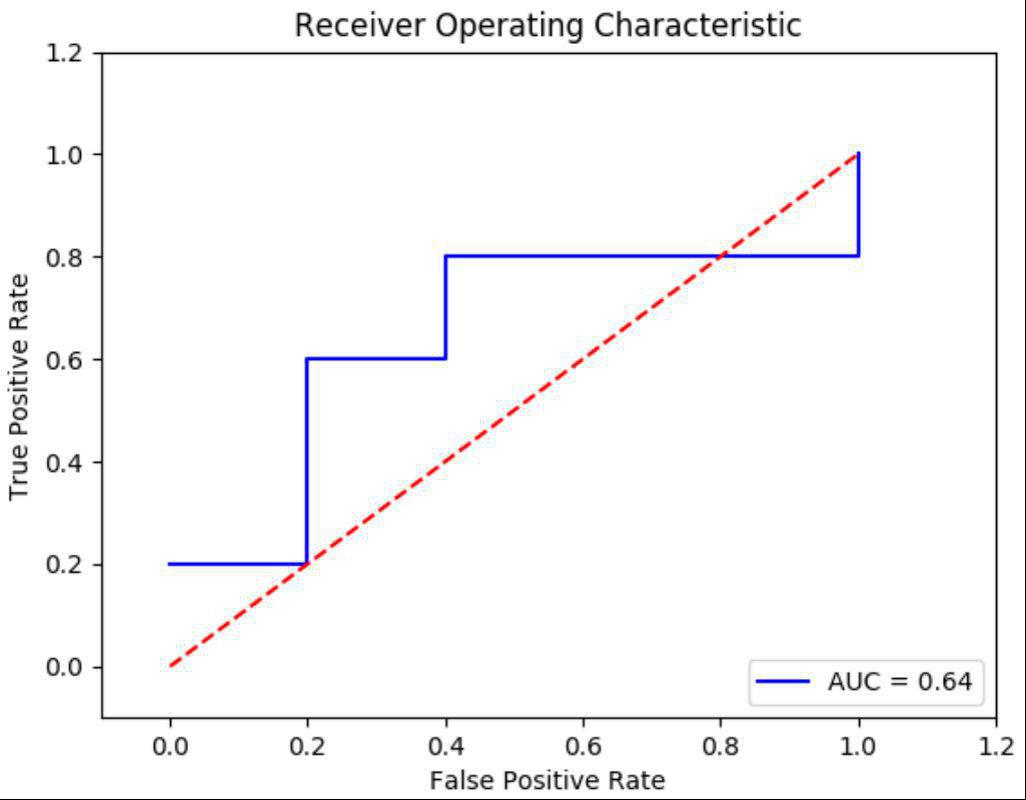 Receiver Operating Characteristic
1.2
1.0
0.8
0.6
0.4
0.2
0.0
True Positive Rate
AUC = 0.64
0.0 0.2 0.4 0.6 0.8 1.0 1.2
False Positive Rate